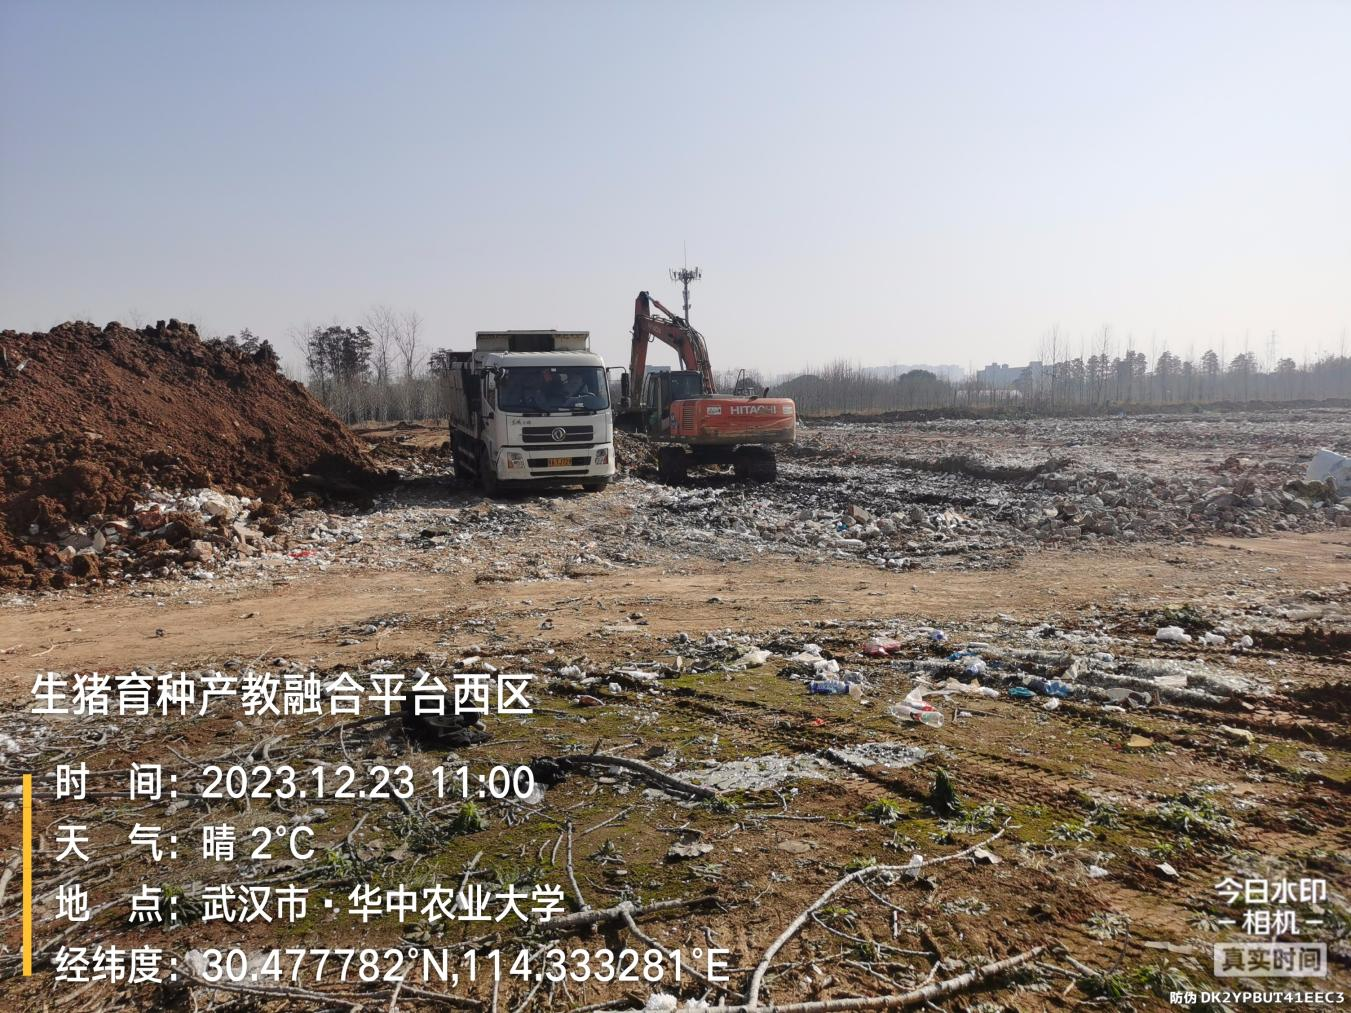 HITACHI
生猪育种产教融合平台西区
时 间：2023.12.23 11:00
天 气：晴 2℃
地 点：武汉市·华中农业大学
经纬度：30.477782°N,114.333281°E
今日水印
相机
真实时间
防伪 DK2YPBUT41EEC3